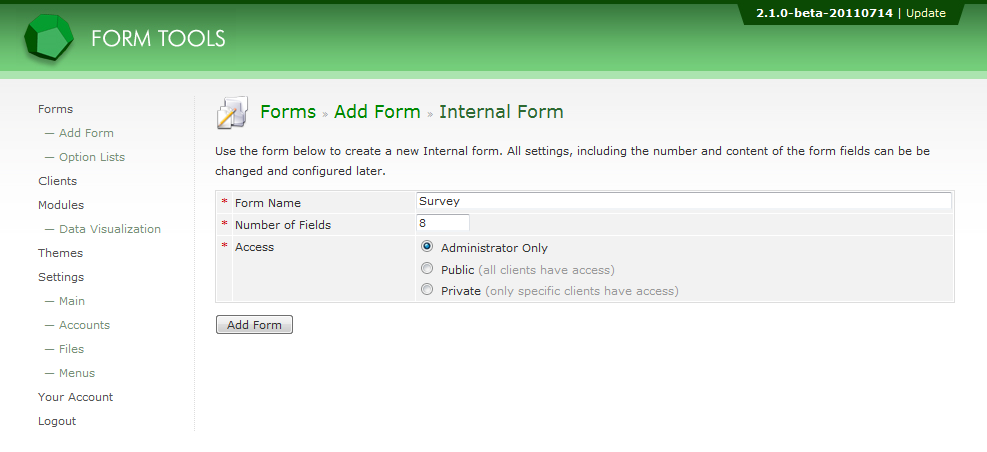 2.1.0-beta-20110714 | Update
FORM TOOLS
Forms
— Add Form
— Option Lists
Clients
Modules
— Data Visualization
Themes
Settings
— Main
— Accounts
— Files
— Menus
Your Account
Logout
Forms » Add Form » Internal Form
Use the form below to create a new Internal form. All settings, including the number and content of the form fields can be be
changed and configured later.
* Form Name Survey
* Number of Fields 8
* Access Administrator Only
Public (all clients have access)
Private (only specific clients have access)
Add Form